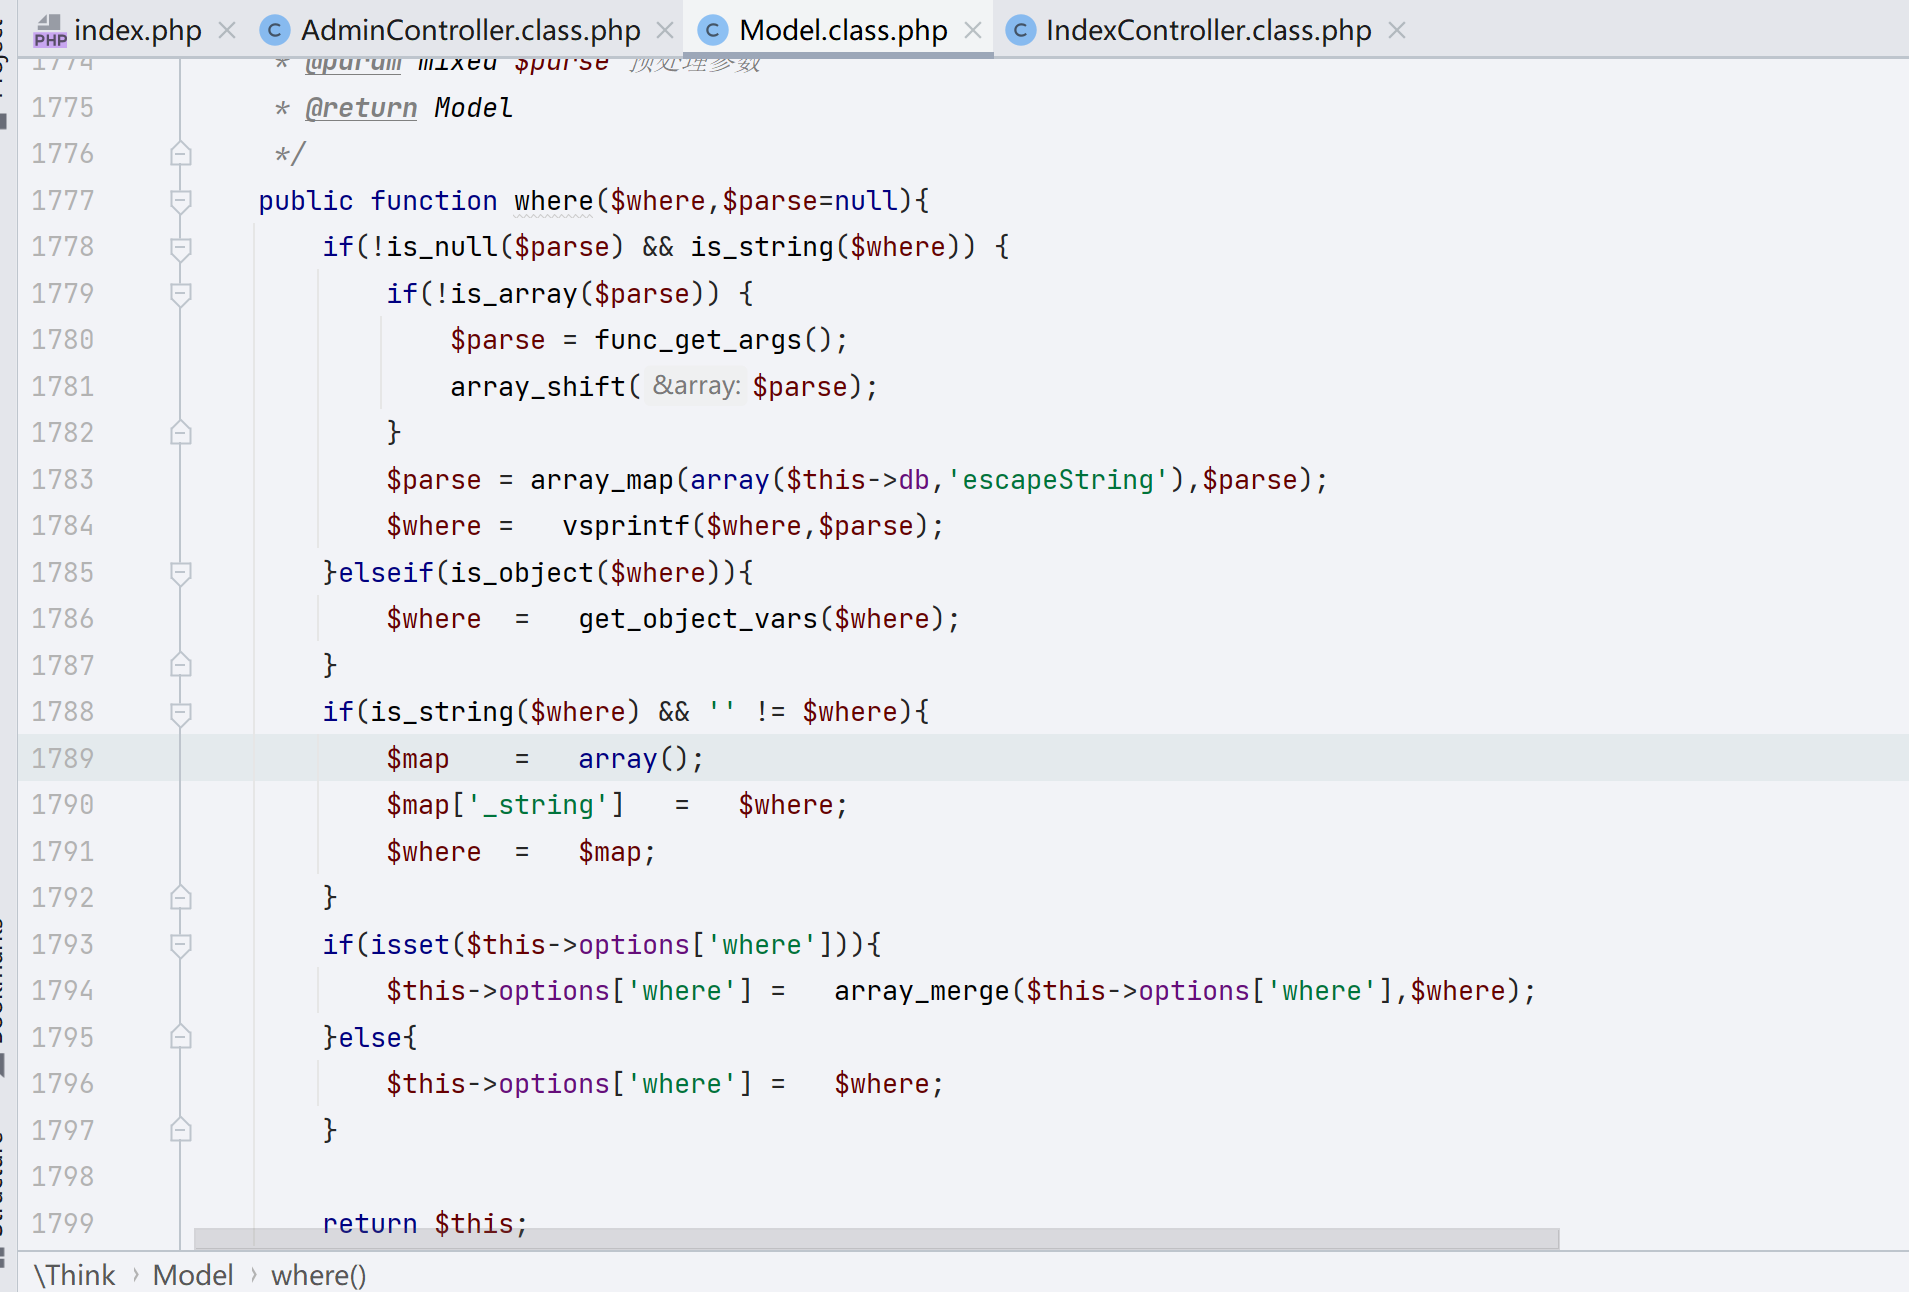 index.php AdminController.class.php Model.class.php IndexController.class.php
1774 * @param mixed $parse 预处理参数
1775 * @return Model
1776 */
1777 public function where($where,$parse=null){
1778 if(!is_null($parse) && is_string($where)) {
1779 if(!is_array($parse)) {
1780 $parse = func_get_args();
1781 array_shift( &array: $parse);
1782 }
1783 $parse = array_map(array($this->db,'escapeString'),$parse);
1784 $where = vsprintf($where,$parse);
1785 }elseif(is_object($where)){
1786 $where = get_object_vars($where);
1787 }
1788 if(is_string($where) && '' != $where){
1789 $map = array();
1790 $map['_string'] = $where;
1791 $where = $map;
1792 }
1793 if(isset($this->options['where'])){
1794 $this->options['where'] = array_merge($this->options['where'],$where);
1795 }else{
1796 $this->options['where'] = $where;
1797 }
1798
1799 return $this;
\Think › Model › where()